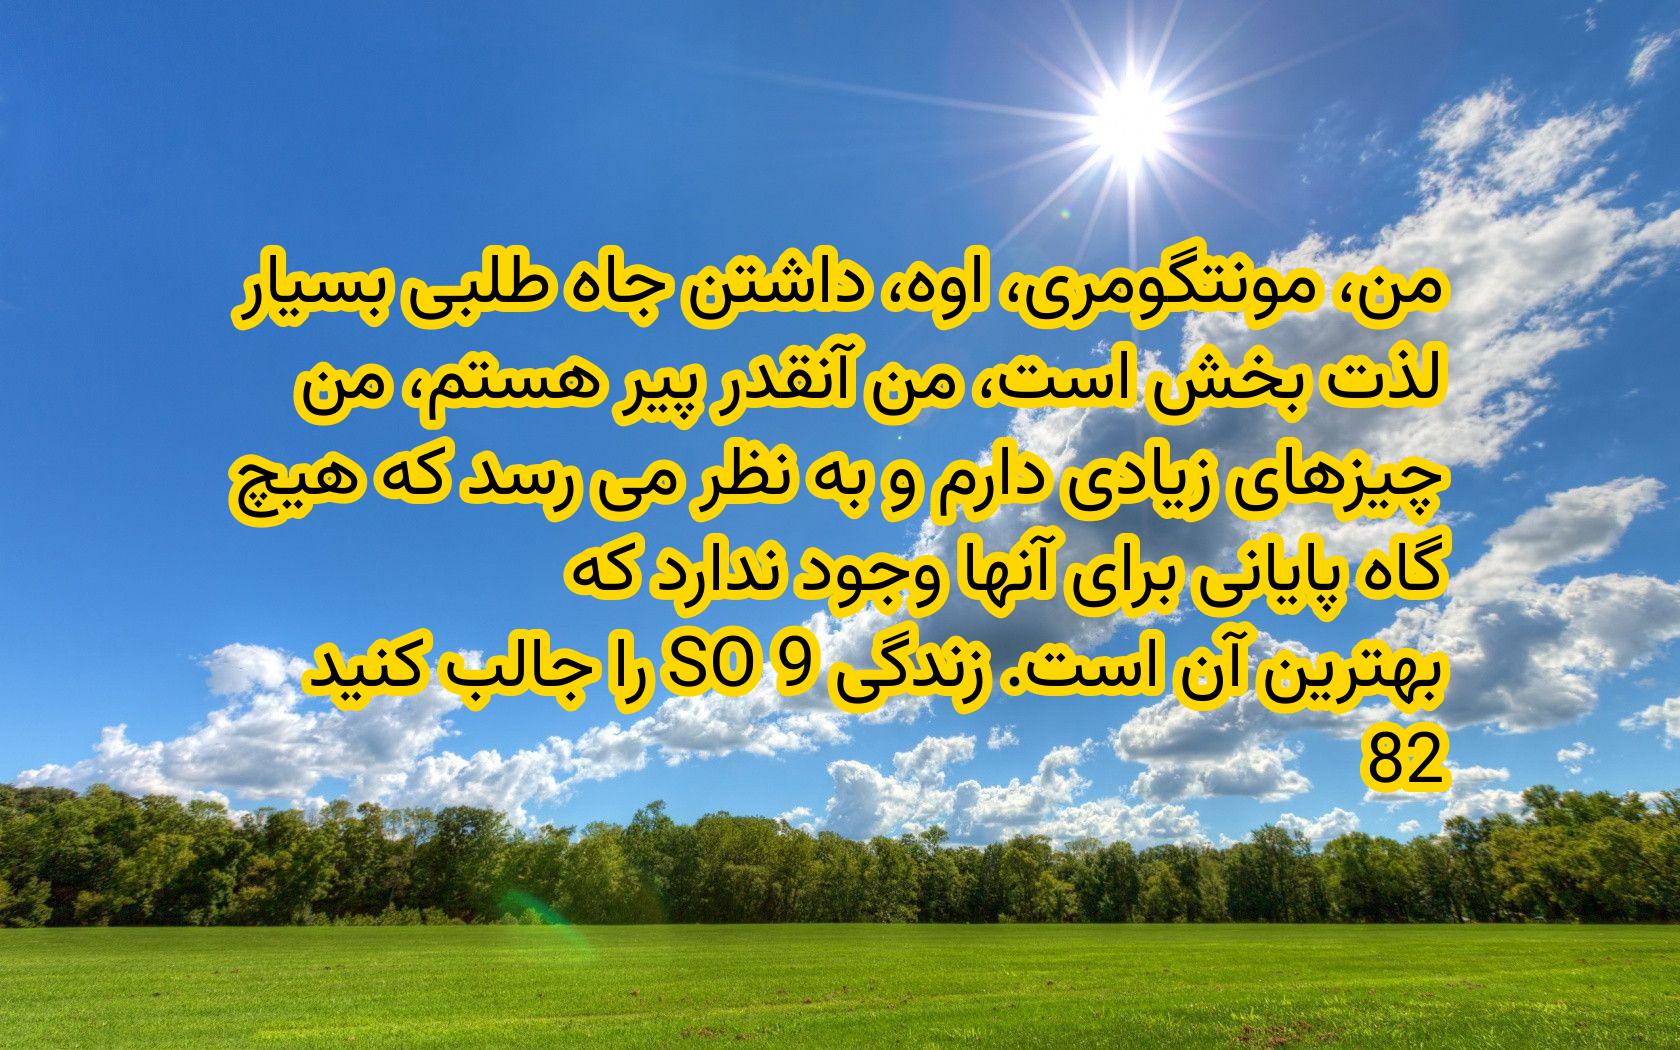 من، مونتگومری، اوه، داشتن جاه طلبی بسیار
لذت بخش است، من آنقدر پیر هستم، من
چیزهای زیادی دارم و به نظر می رسد که هیچ
گاه پایانی برای آنها وجود ندارد که
بهترین آن است. زندگی SO 9 را جالب کنید
82